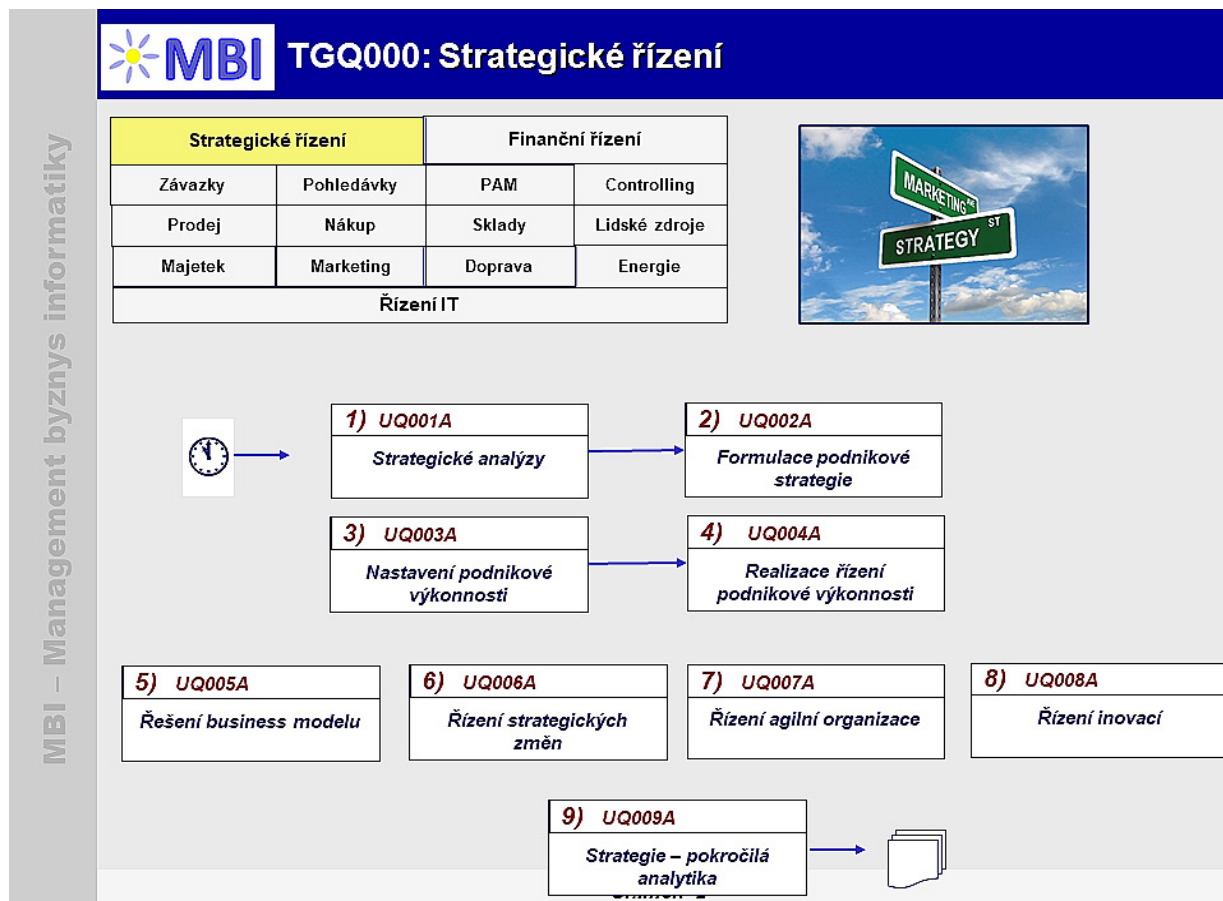 MBI
TGQ000: Strategické řízení
MBI – Management byznys informatiky
Strategické řízení
Finanční řízení
Závazky
Pohledávky
PAM
Controlling
Prodej
Nákup
Sklady
Lidské zdroje
Majetek
Marketing
Doprava
Energie
Řízení IT
MARKETING AVE
STRATEGY ST
1) UQ001A
Strategické analýzy
2) UQ002A
Formulace podnikové
strategie
3) UQ003A
Nastavení podnikové
výkonnosti
4) UQ004A
Realizace řízení
podnikové výkonnosti
5) UQ005A
Řešení business modelu
6) UQ006A
Řízení strategických
změn
7) UQ007A
Řízení agilní organizace
8) UQ008A
Řízení inovací
9) UQ009A
Strategie – pokročilá
analytika